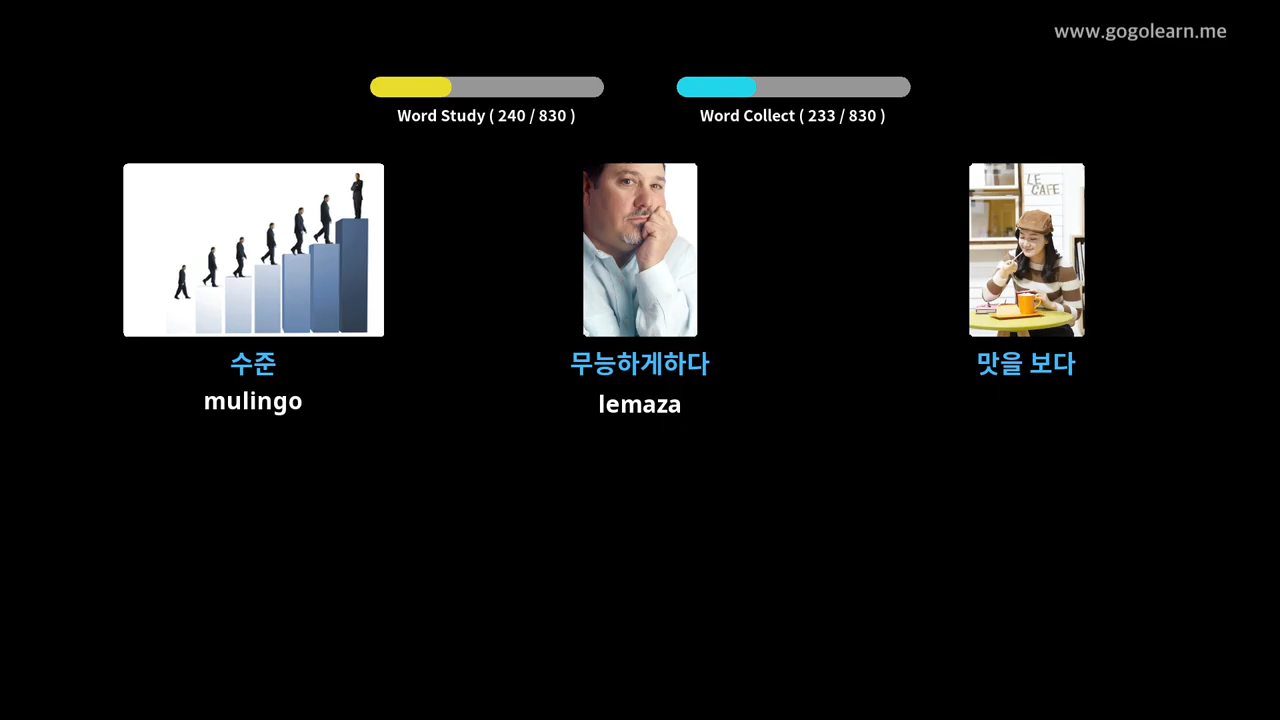 www.gogolearn.me
Word Study ( 240 / 830 )
Word Collect ( 233 / 830 )
LE
CAFE
수준
무능하게하다
맛을 보다
mulingo
lemaza